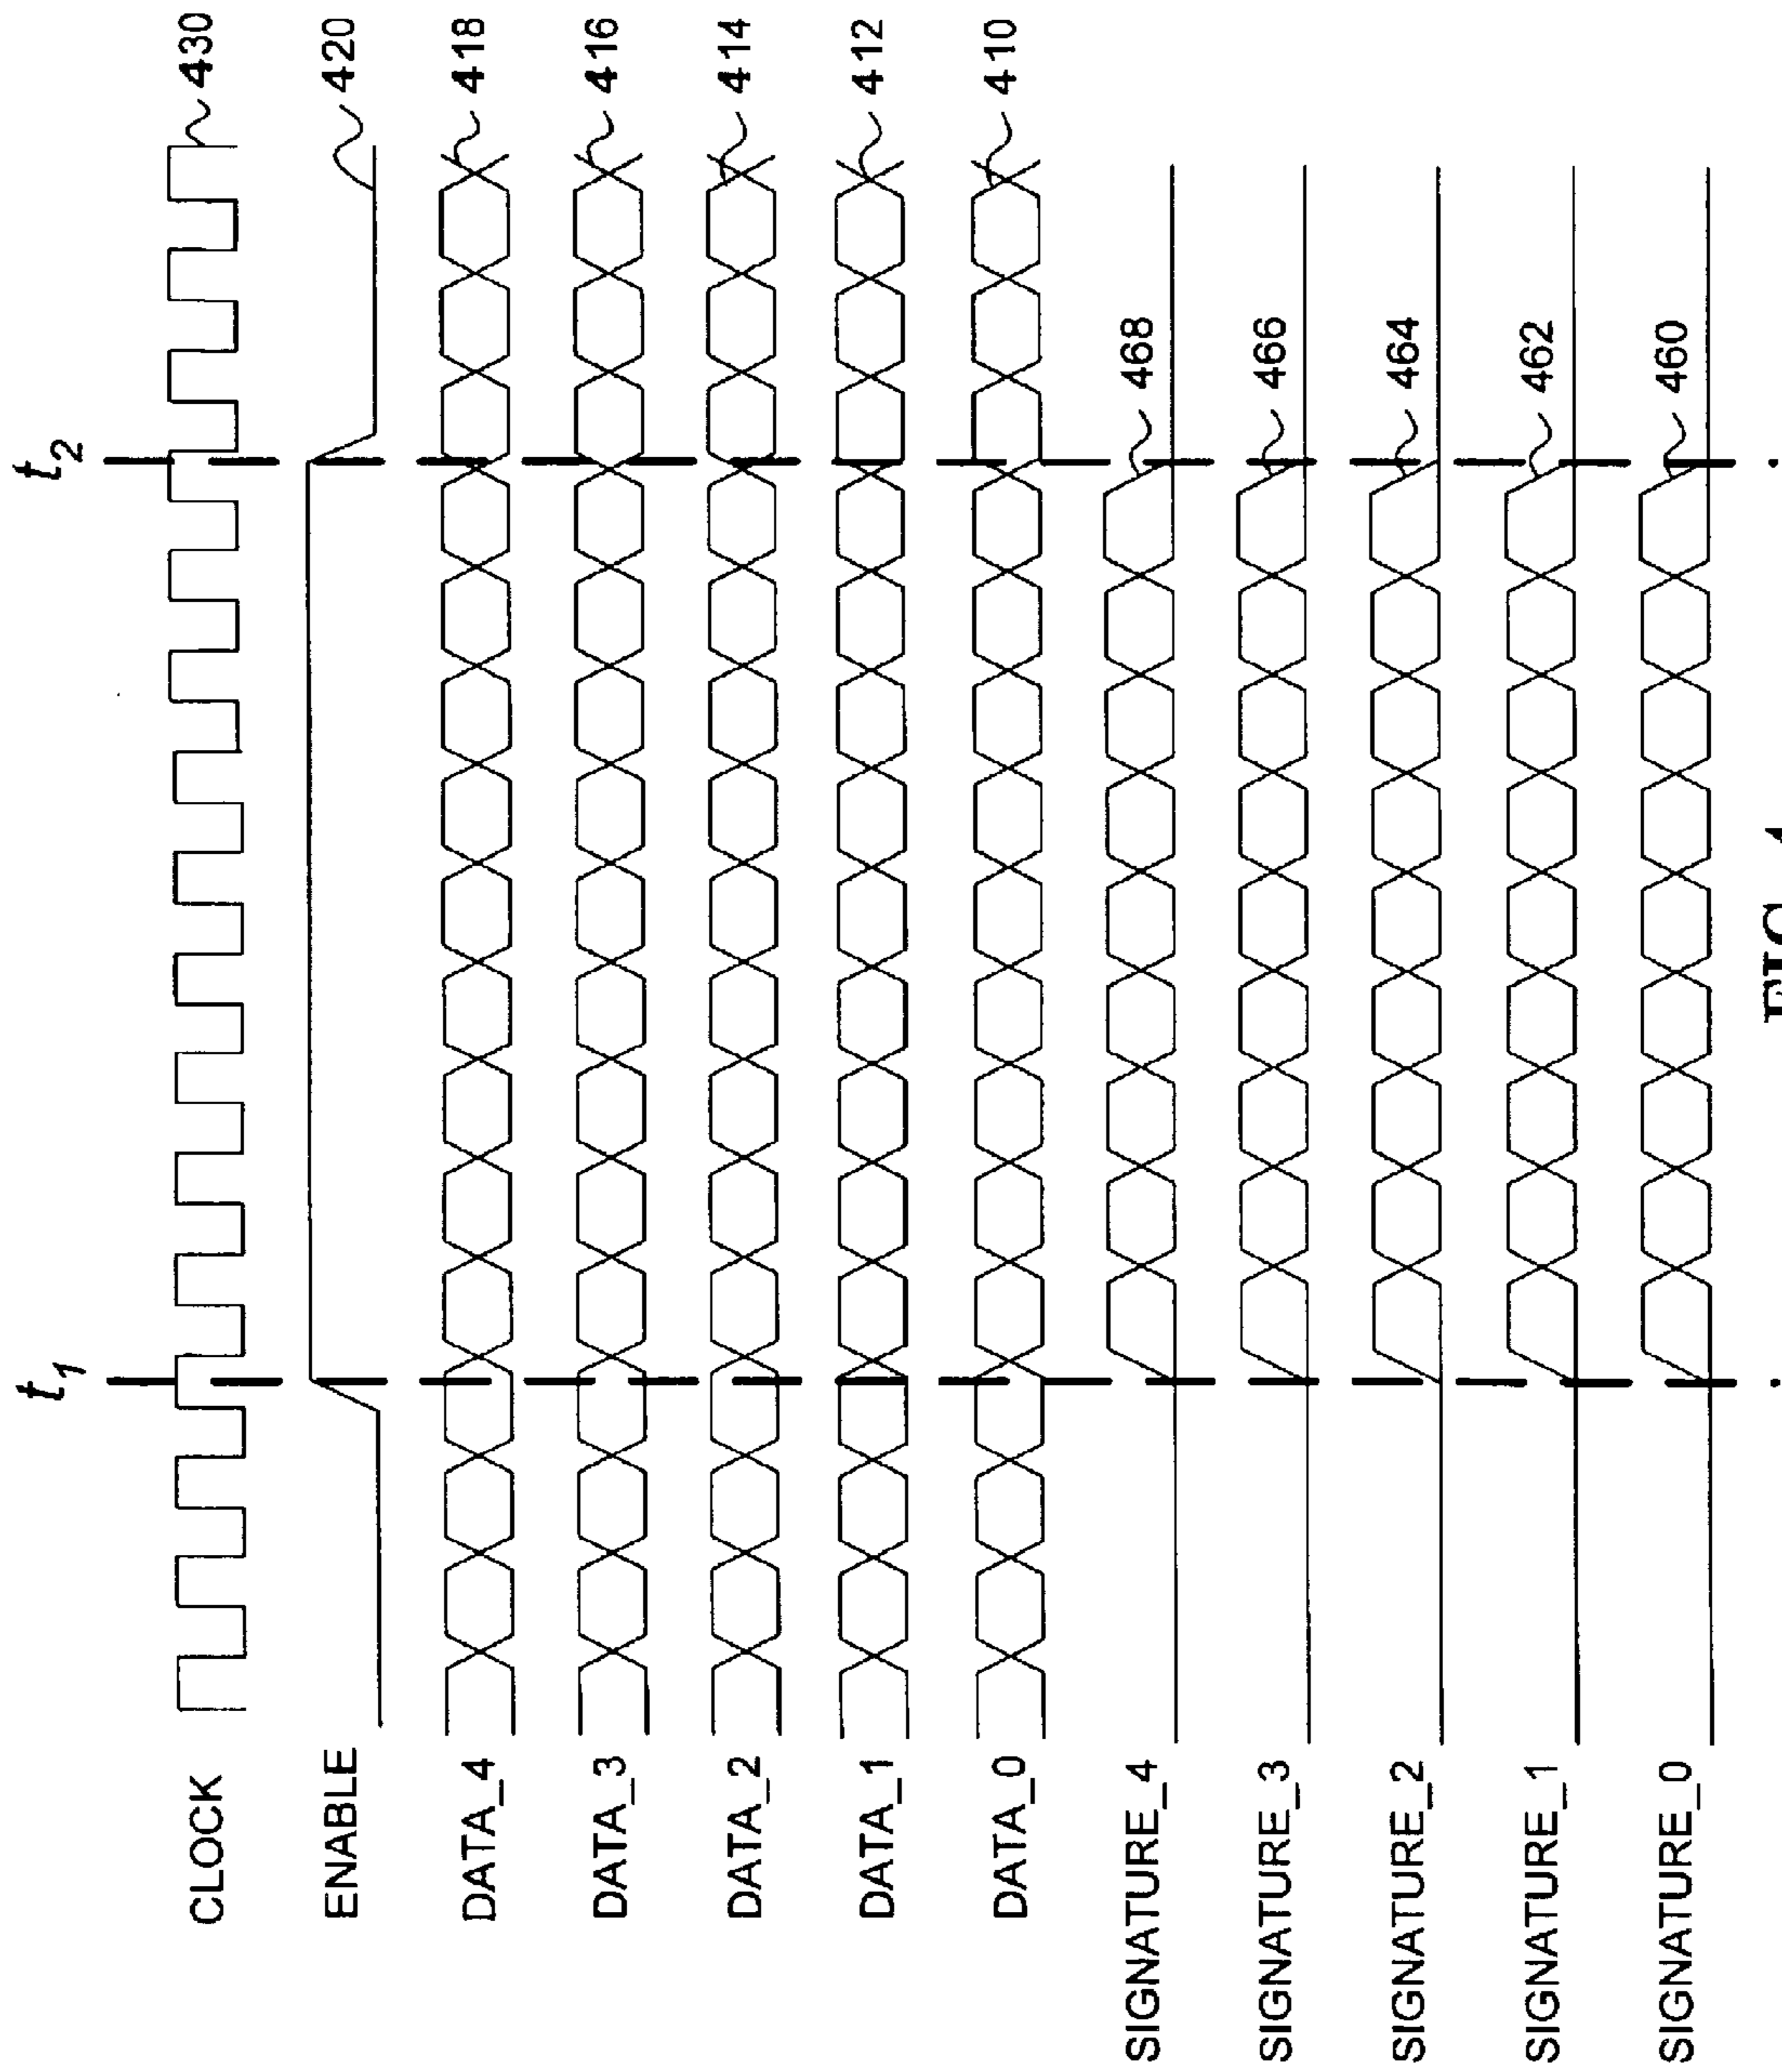 t1 t2
CLOCK 430
ENABLE 420
DATA_4 418
DATA_3 416
DATA_2 414
DATA_1 412
DATA_0 410
SIGNATURE_4 468
SIGNATURE_3 466
SIGNATURE_2 464
SIGNATURE_1 462
SIGNATURE_0 460